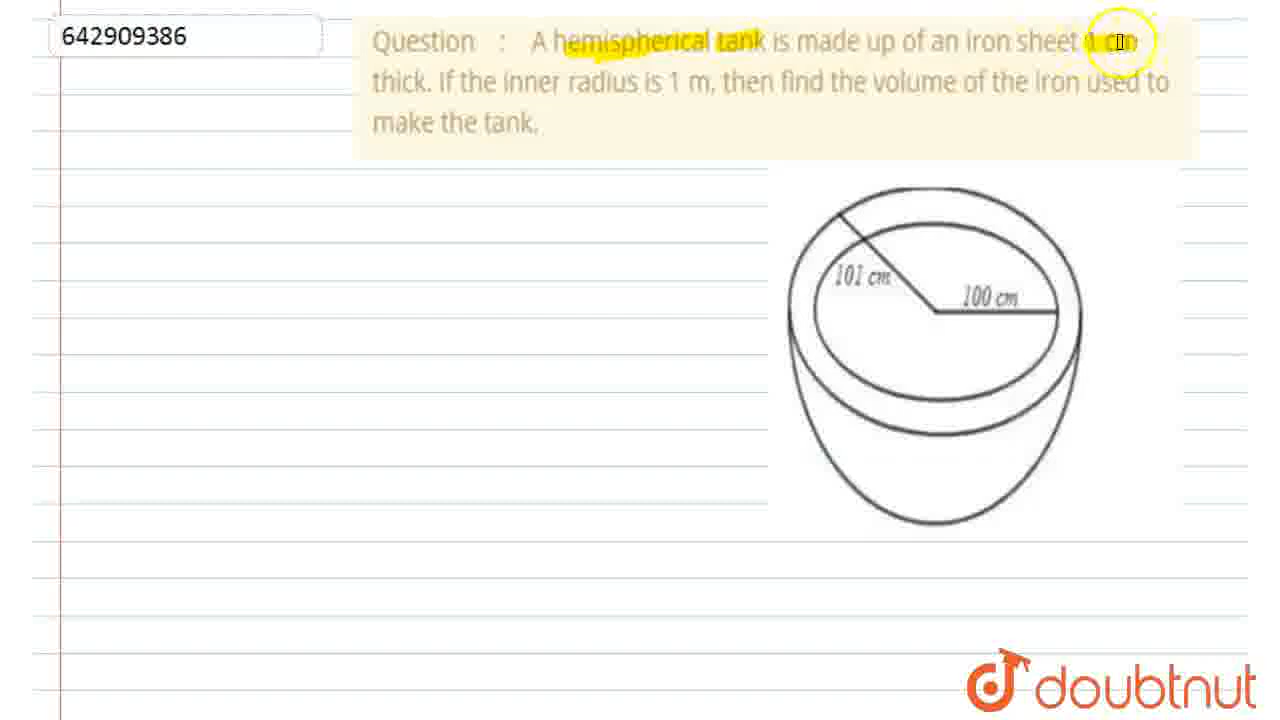 642909386
Question : A hemispherical tank is made up of an iron sheet 1 cm
thick. If the inner radius is 1 m, then find the volume of the iron used to
make the tank.
101 cm
100 cm
doubtnut